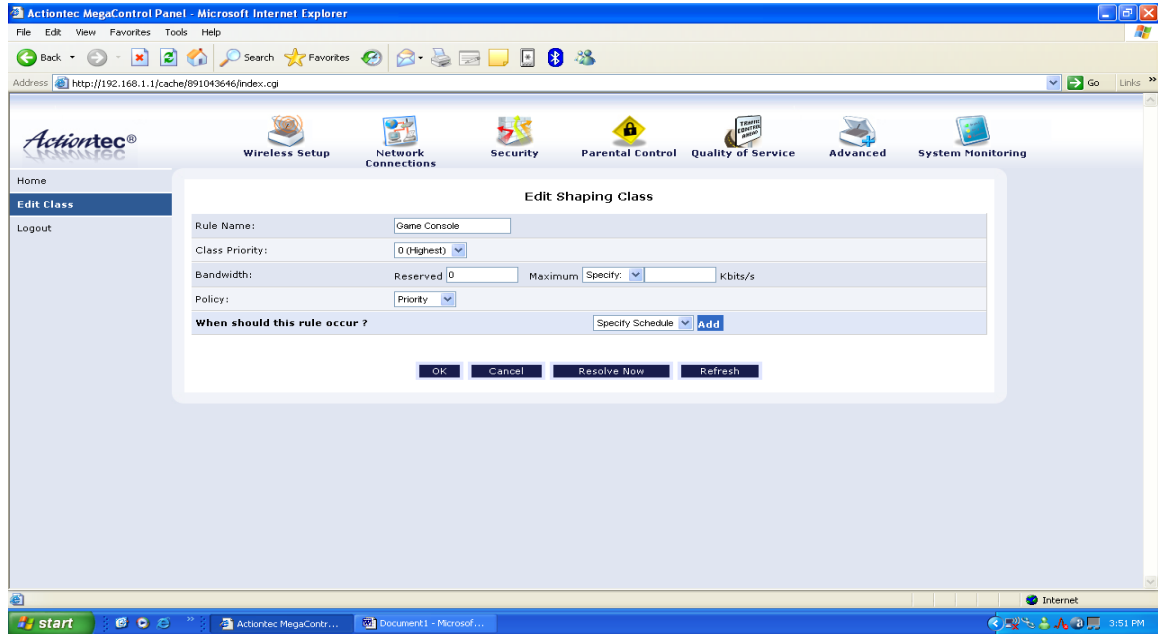 Actiontec MegaControl Panel - Microsoft Internet Explorer
File Edit View Favorites Tools Help
Back Search Favorites
Address http://192.168.1.1/cache/891043646/index.cgi Go Links »
Actiontec®
Wireless Setup Network Connections Security Parental Control Quality of Service Advanced System Monitoring
Home
Edit Class
Logout
Edit Shaping Class
Rule Name: Game Console
Class Priority: 0 (Highest)
Bandwidth: Reserved 0 Maximum Specify: Kbits/s
Policy: Priority
When should this rule occur ? Specify Schedule Add
OK Cancel Resolve Now Refresh
Internet
start » Actiontec MegaContr... Document1 - Microsof... 3:51 PM